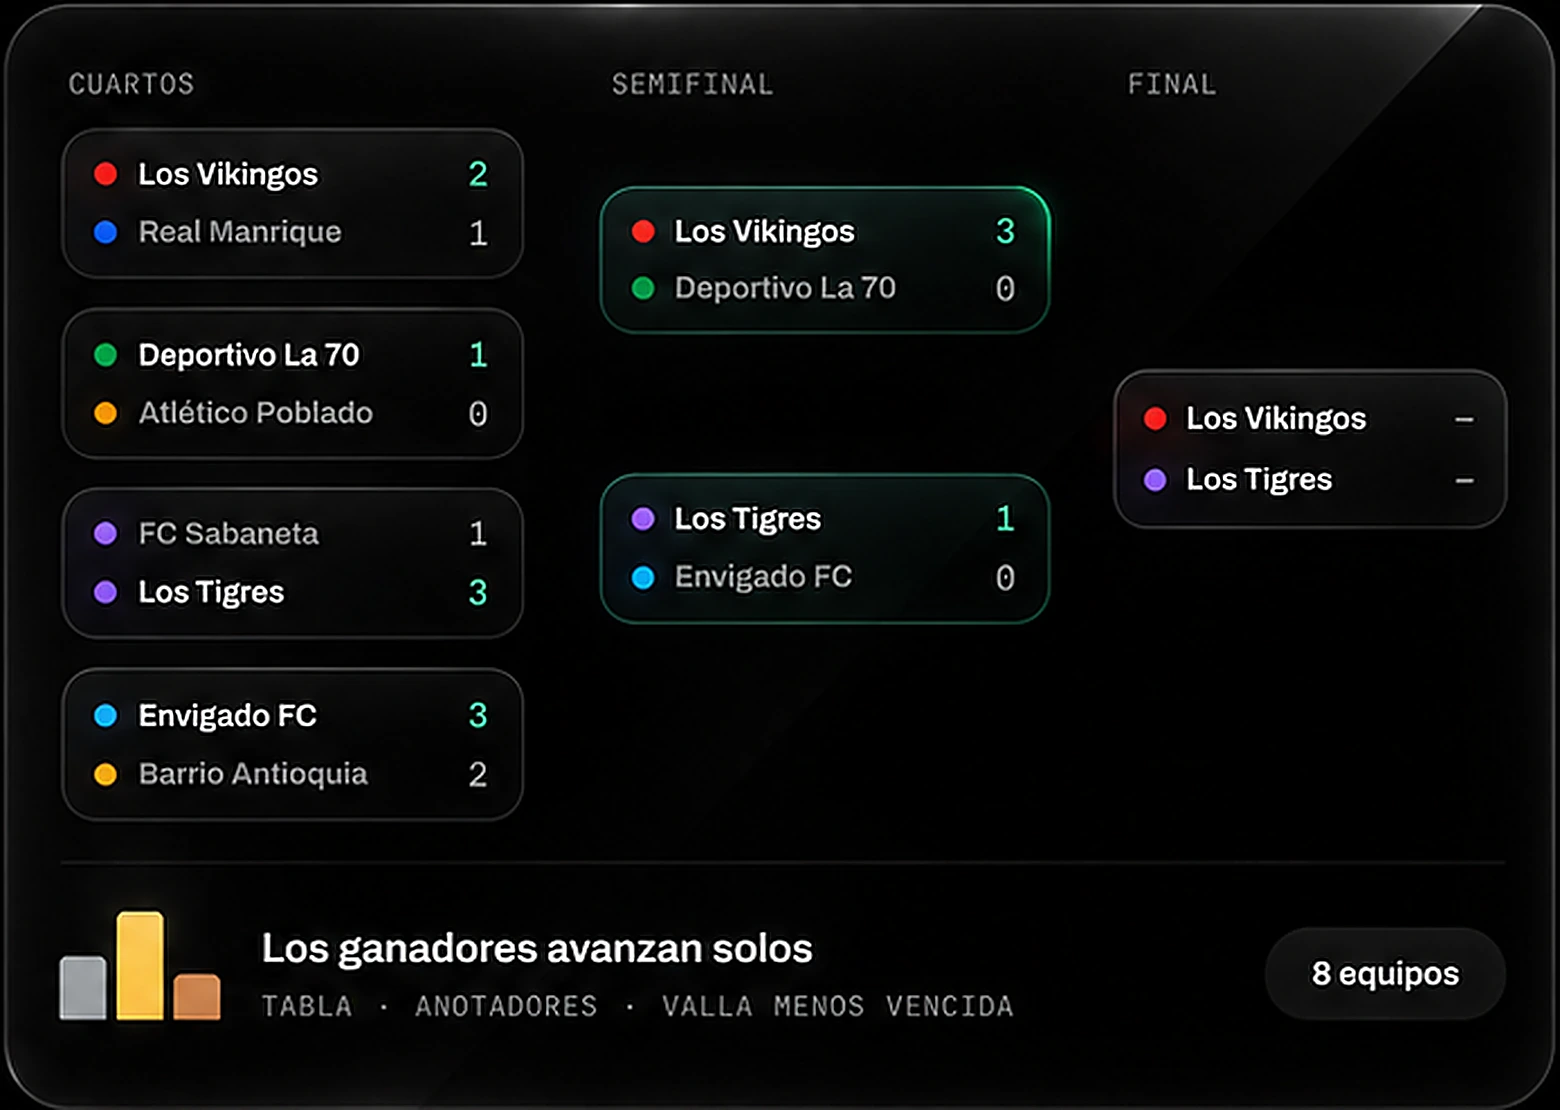 CUARTOS
Los Vikingos 2
Real Manrique 1
Deportivo La 70 1
Atlético Poblado 0
FC Sabaneta 1
Los Tigres 3
Envigado FC 3
Barrio Antioquia 2
SEMIFINAL
Los Vikingos 3
Deportivo La 70 0
Los Tigres 1
Envigado FC 0
FINAL
Los Vikingos –
Los Tigres –
Los ganadores avanzan solos
TABLA · ANOTADORES · VALLA MENOS VENCIDA
8 equipos